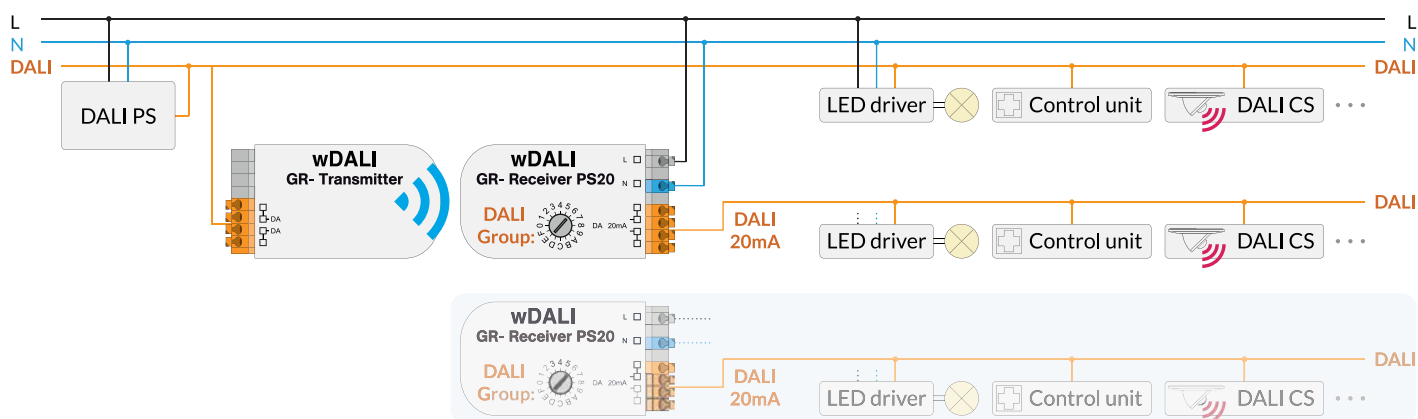 L
L
N
N
DALI
DALI
DALI PS
LED driver
Control unit
DALI CS
wDALI
GR- Transmitter
DA
DA
wDALI
GR- Receiver PS20
L
N
DALI
Group:
0123456789ABCDEF
DA 20mA
DALI
20mA
DALI
LED driver
Control unit
DALI CS
wDALI
GR- Receiver PS20
L
N
DALI
Group:
0123456789ABCDEF
DA 20mA
DALI
20mA
DALI
LED driver
Control unit
DALI CS